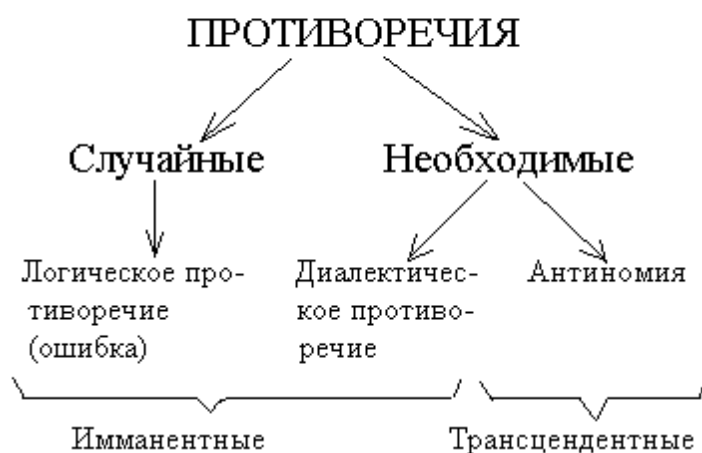 ПРОТИВОРЕЧИЯ
Случайные
Необходимые
Логическое про-
тиворечие
(ошибка)
Диалектичес-
кое противо-
речие
Антиномия
Имманентные
Трансцендентные